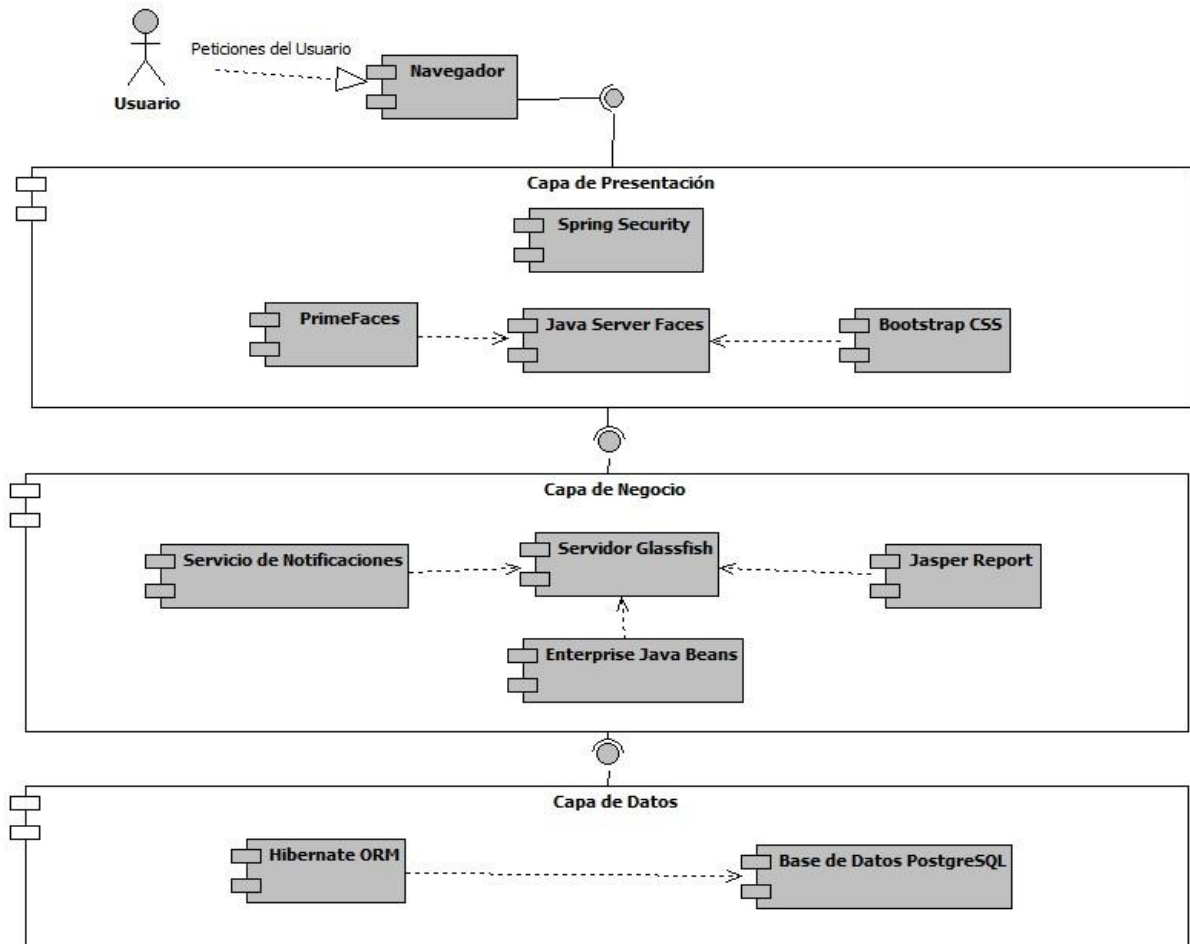 Peticiones del Usuario
Navegador
Usuario
Capa de Presentación
Spring Security
PrimeFaces
Java Server Faces
Bootstrap CSS
Capa de Negocio
Servicio de Notificaciones
Servidor Glassfish
Jasper Report
Enterprise Java Beans
Capa de Datos
Hibernate ORM
Base de Datos PostgreSQL